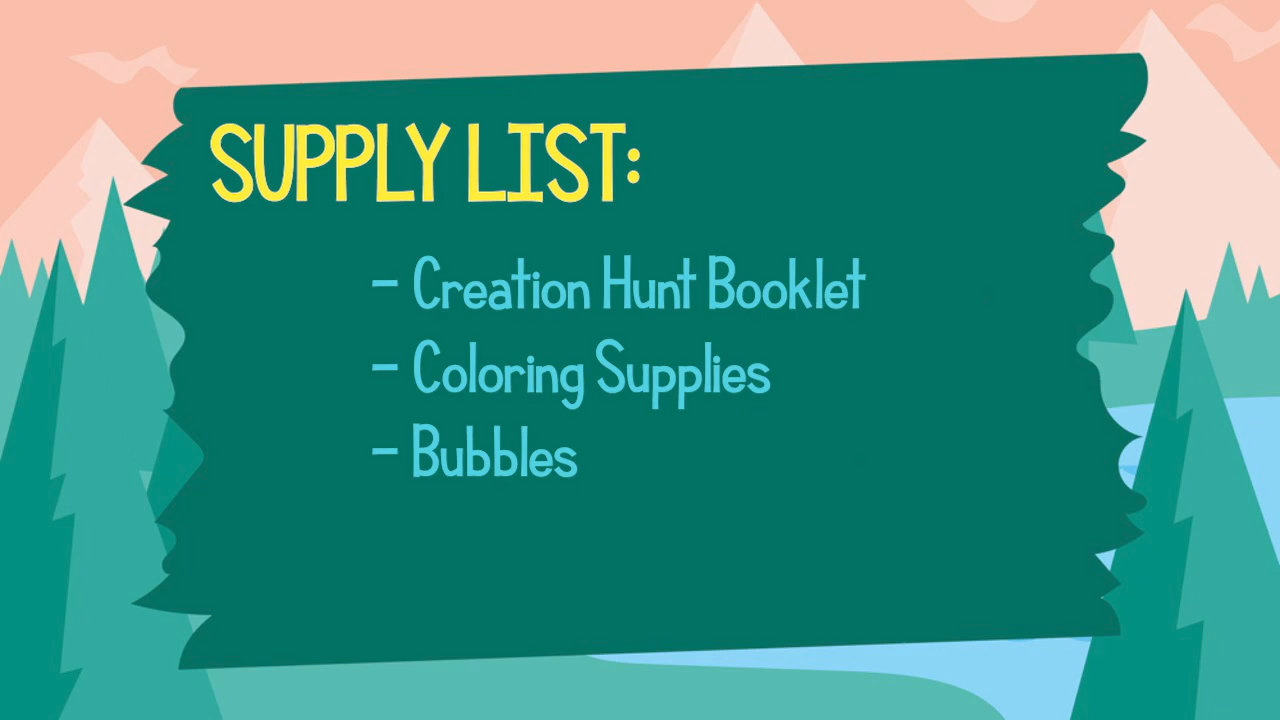 SUPPLY LIST:
- Creation Hunt Booklet
- Coloring Supplies
- Bubbles